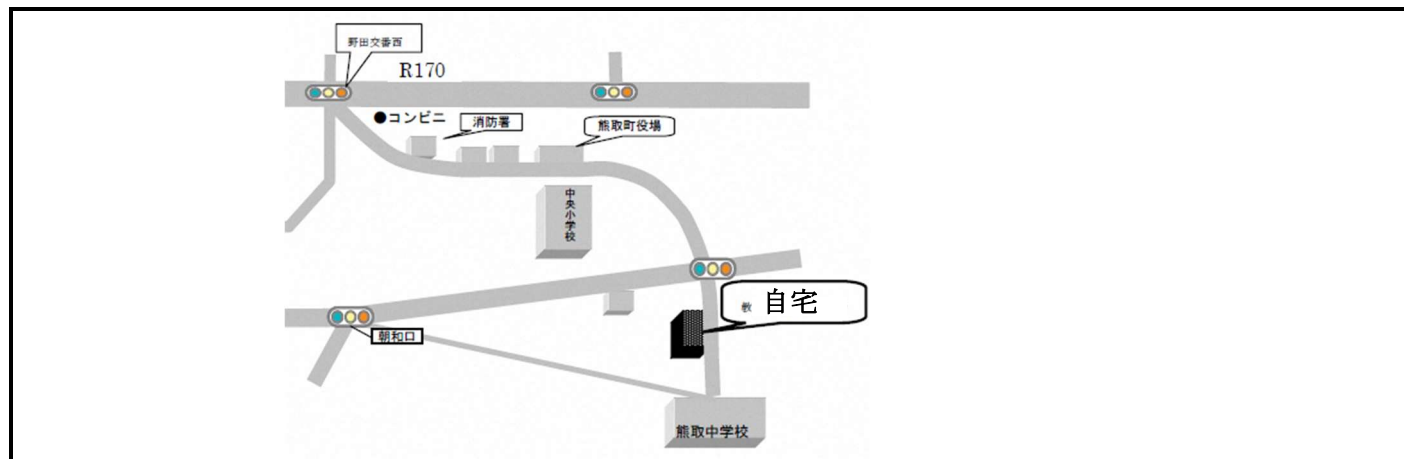 野田交番西
R170
●コンビニ
消防署
熊取町役場
中央小学校
教 自宅
朝和口
熊取中学校